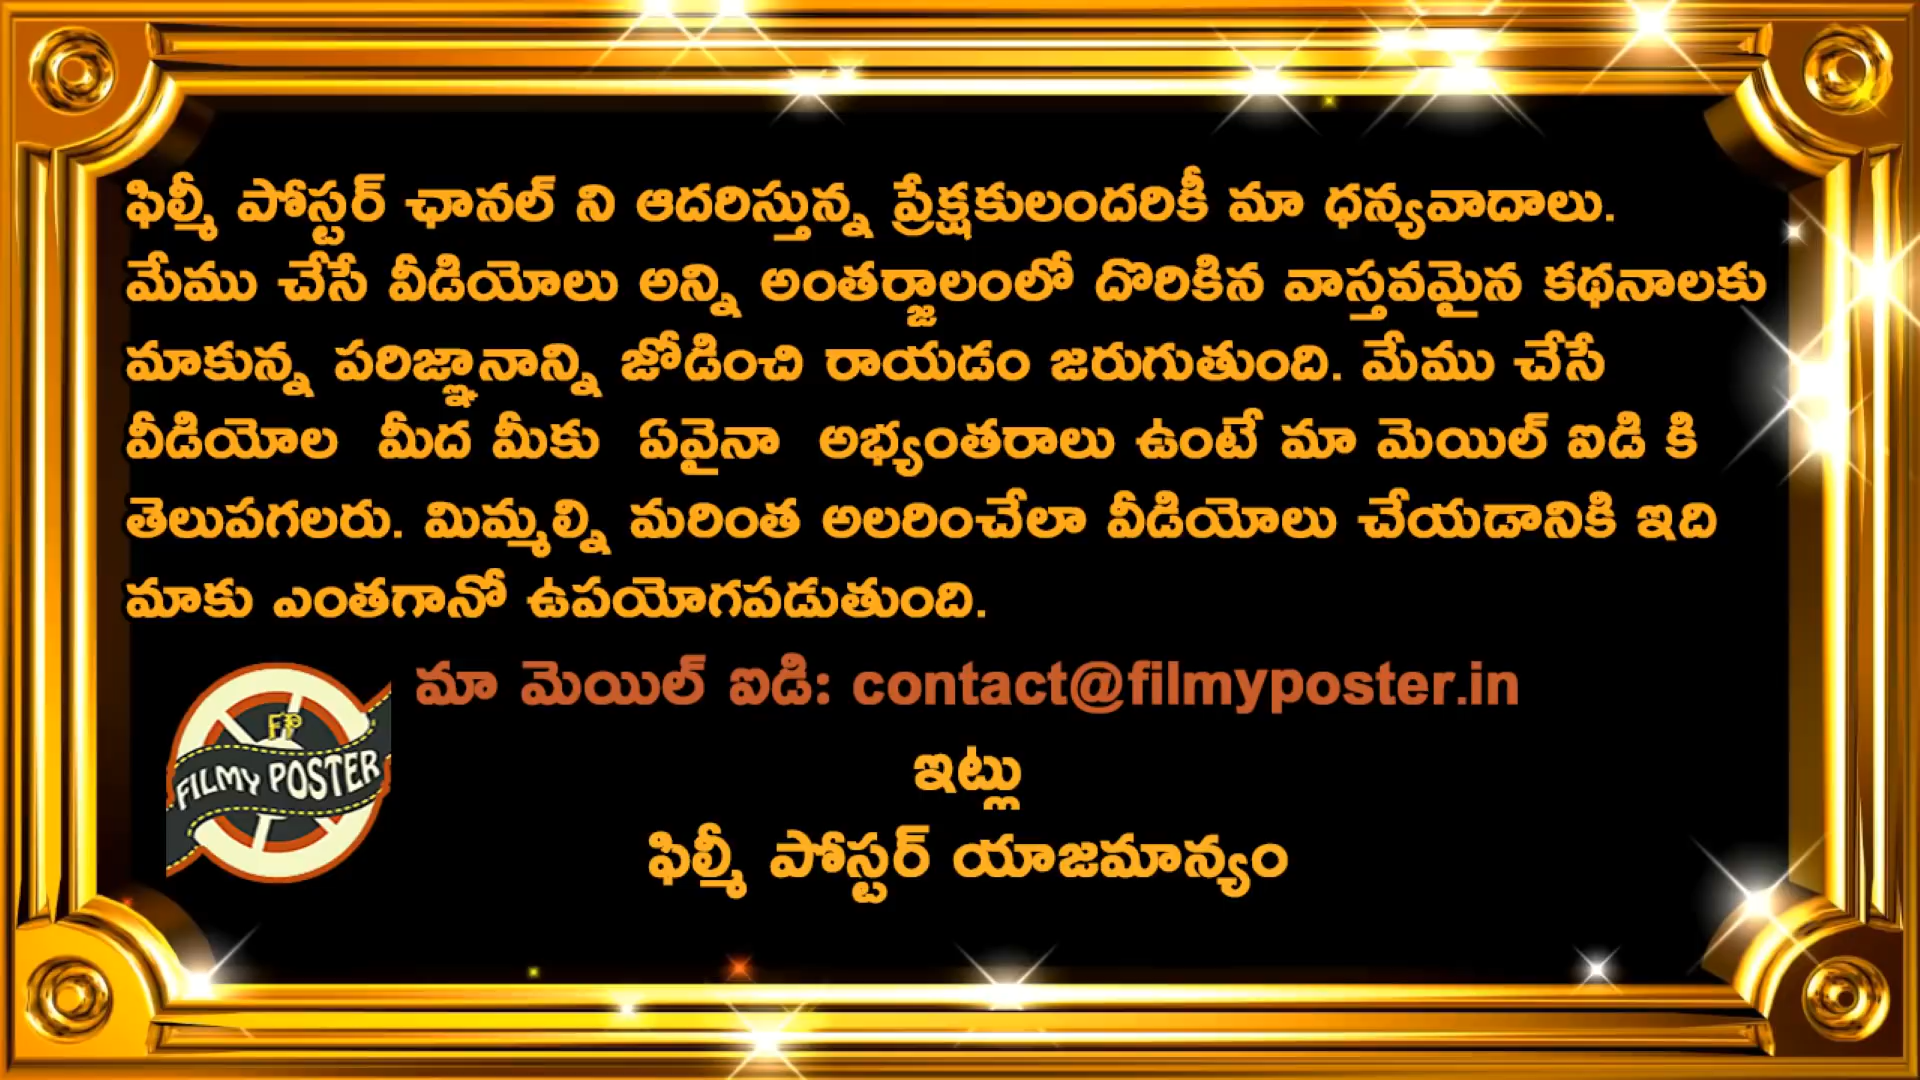 ఫిల్మీ పోస్టర్ ఛానల్ ని ఆదరిస్తున్న ప్రేక్షకులందరికీ మా ధన్యవాదాలు.
మేము చేసే వీడియోలు అన్ని అంతర్జాలంలో దొరికిన వాస్తవమైన కథనాలకు
మాకున్న పరిజ్ఞానాన్ని జోడించి రాయడం జరుగుతుంది. మేము చేసే
వీడియోల మీద మీకు ఏవైనా అభ్యంతరాలు ఉంటే మా మెయిల్ ఐడి కి
తెలుపగలరు. మిమ్మల్ని మరింత అలరించేలా వీడియోలు చేయడానికి ఇది
మాకు ఎంతగానో ఉపయోగపడుతుంది.
మా మెయిల్ ఐడి: contact@filmyposter.in
FP
FILMY POSTER
ఇట్లు
ఫిల్మీ పోస్టర్ యాజమాన్యం